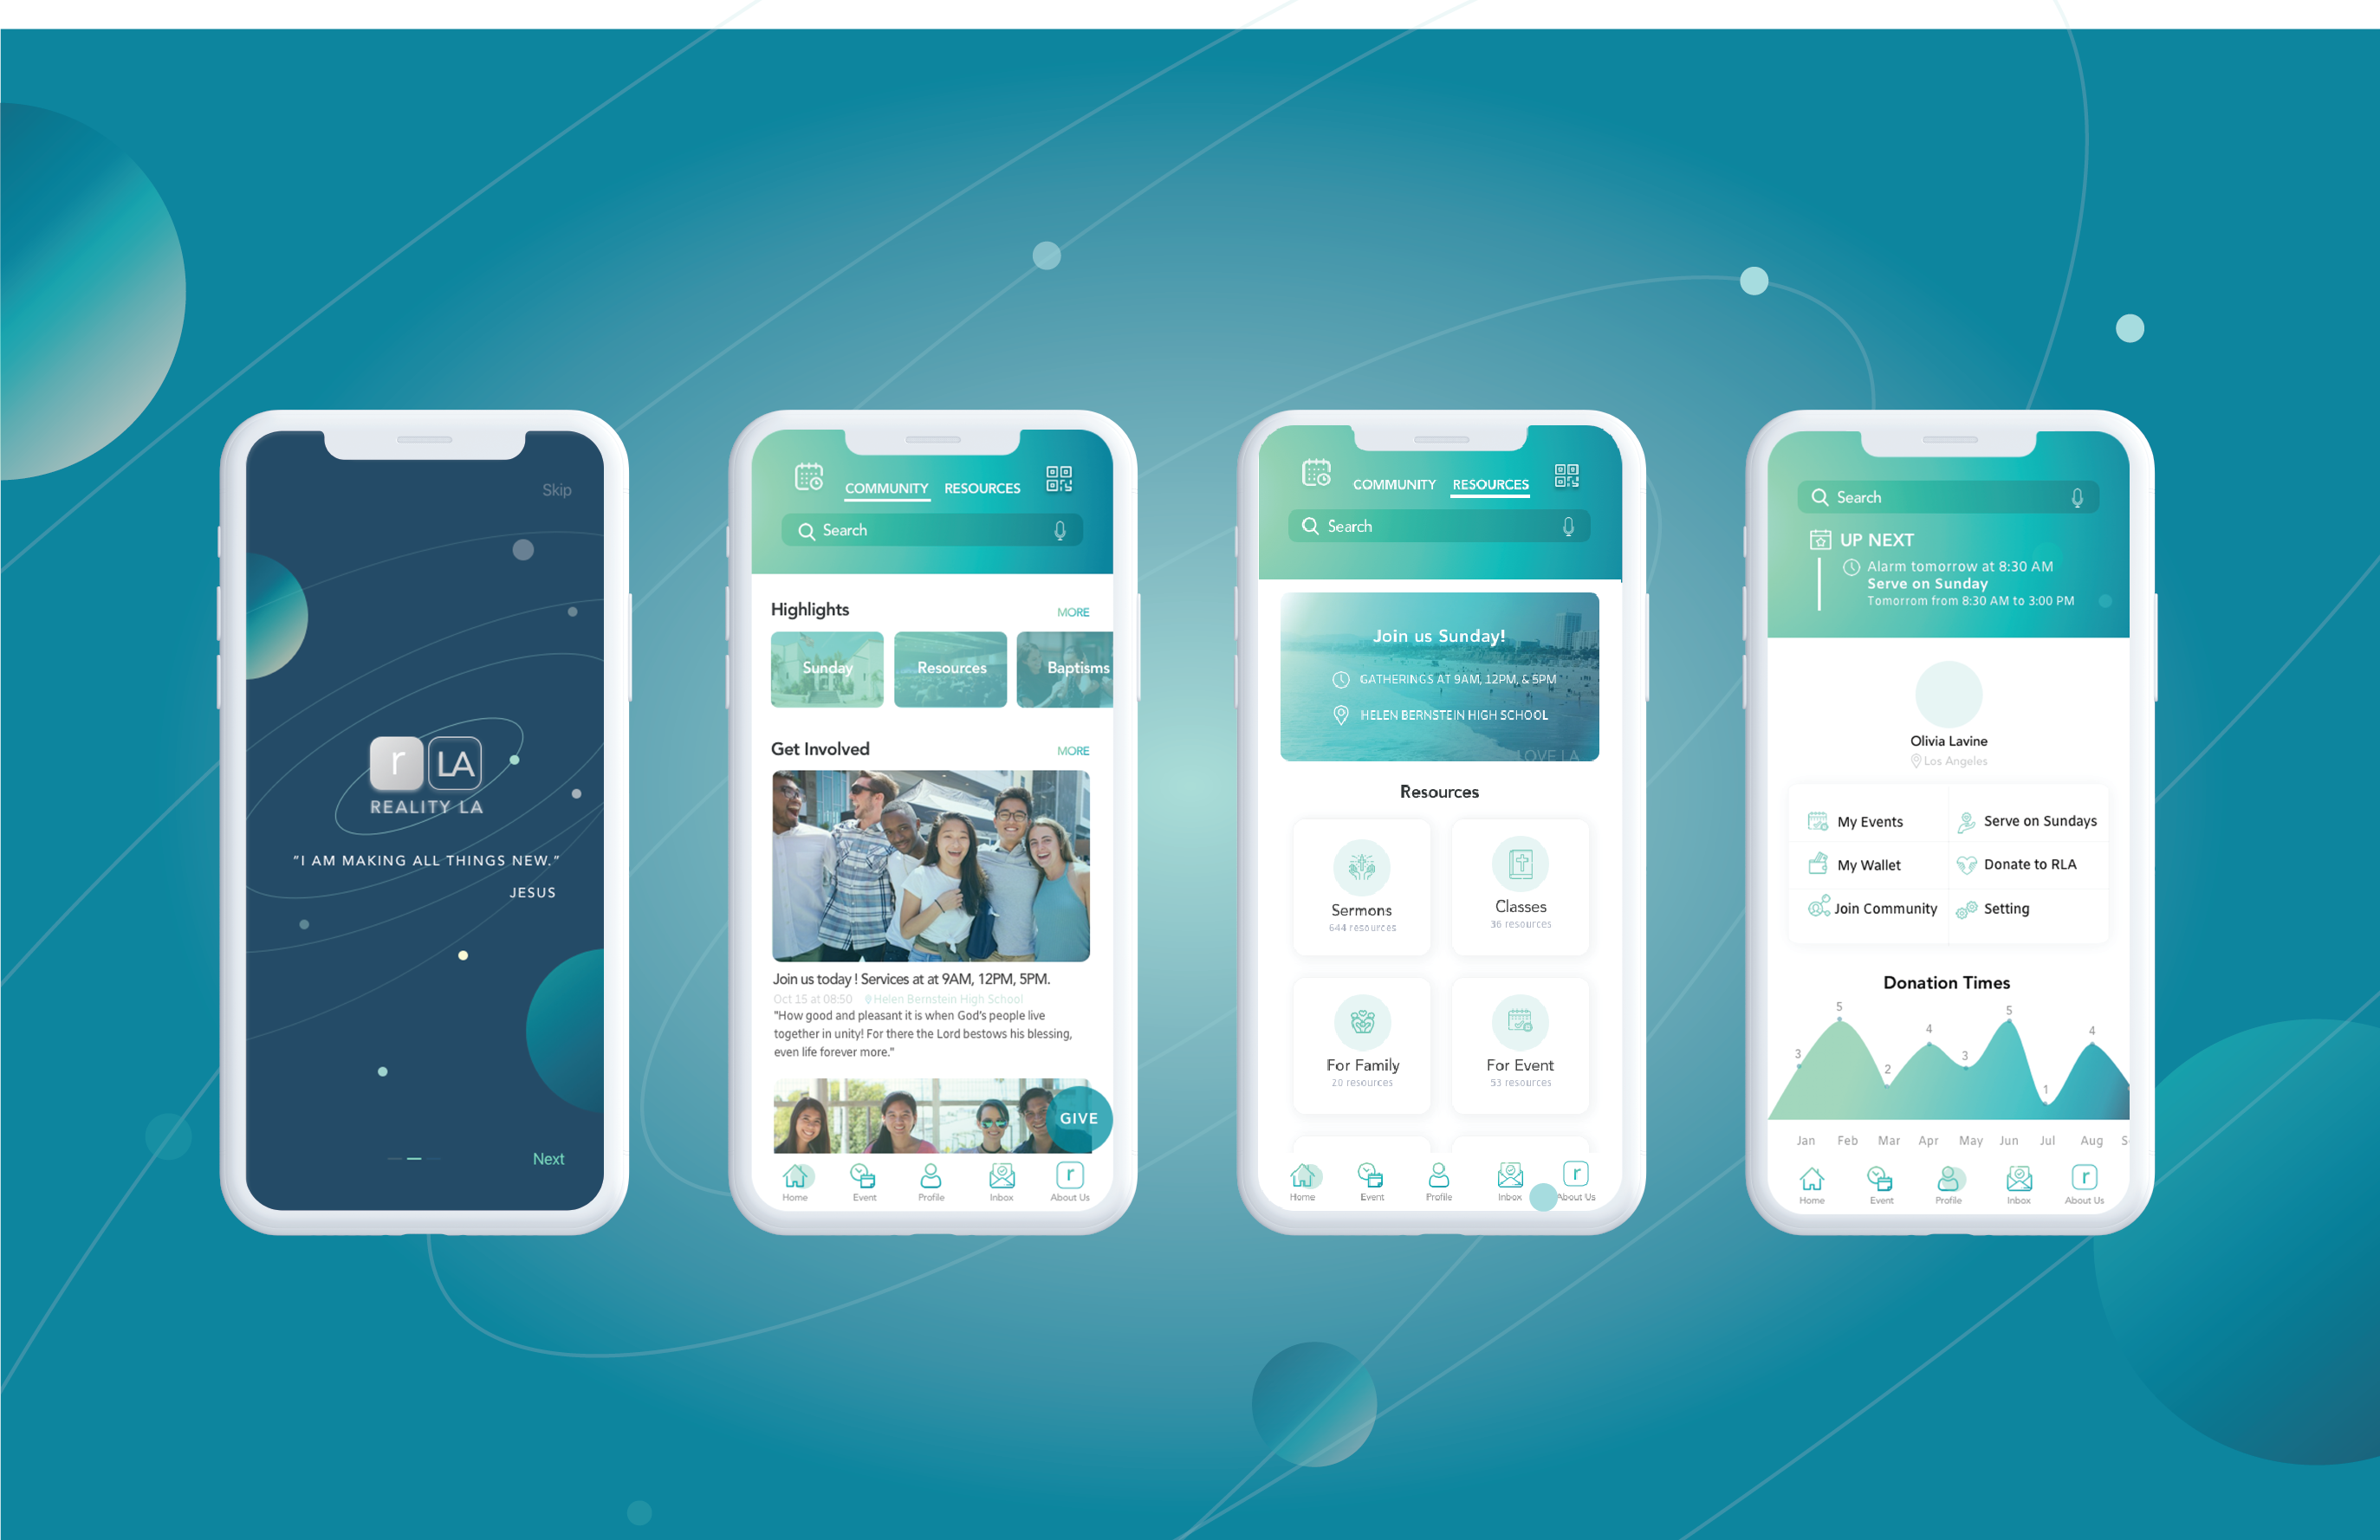 Skip
r LA
REALITY LA
"I AM MAKING ALL THINGS NEW."
JESUS
Next
COMMUNITY RESOURCES
Search
Highlights MORE
Sunday Resources Baptisms
Get Involved MORE
Join us today ! Services at at 9AM, 12PM, 5PM.
Oct 15 at 08:50 Helen Bernstein High School
"How good and pleasant it is when God's people live
together in unity! For there the Lord bestows his blessing,
even life forever more."
GIVE
Home Event Profile Inbox r About Us
COMMUNITY RESOURCES
Search
Join us Sunday!
GATHERINGS AT 9AM, 12PM, & 5PM
HELEN BERNSTEIN HIGH SCHOOL
LOVE LA
Resources
Sermons Classes
644 resources 36 resources
For Family For Event
20 resources 53 resources
Home Event Profile Inbox r About Us
Search
UP NEXT
Alarm tomorrow at 8:30 AM
Serve on Sunday
Tomorrom from 8:30 AM to 3:00 PM
Olivia Lavine
Los Angeles
My Events Serve on Sundays
My Wallet Donate to RLA
Join Community Setting
Donation Times
3 5 2 4 3 5 1 4
Jan Feb Mar Apr May Jun Jul Aug S
Home Event Profile Inbox r About Us